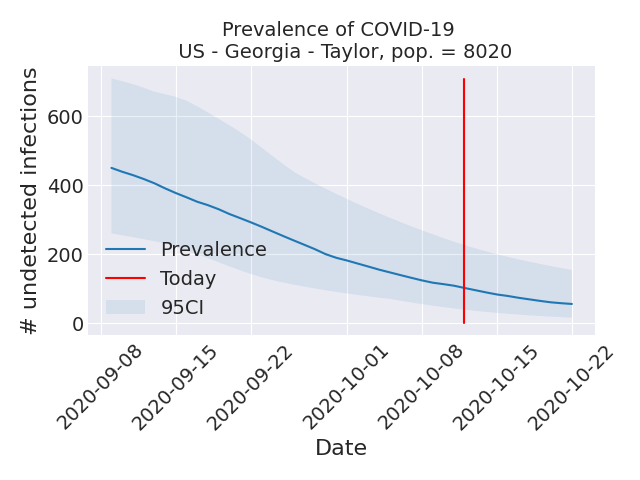 Prevalence of COVID-19
US - Georgia - Taylor, pop. = 8020
# undetected infections
600
400
200
0
Prevalence
Today
95CI
2020-09-08
2020-09-15
2020-09-22
2020-10-01
2020-10-08
2020-10-15
2020-10-22
Date